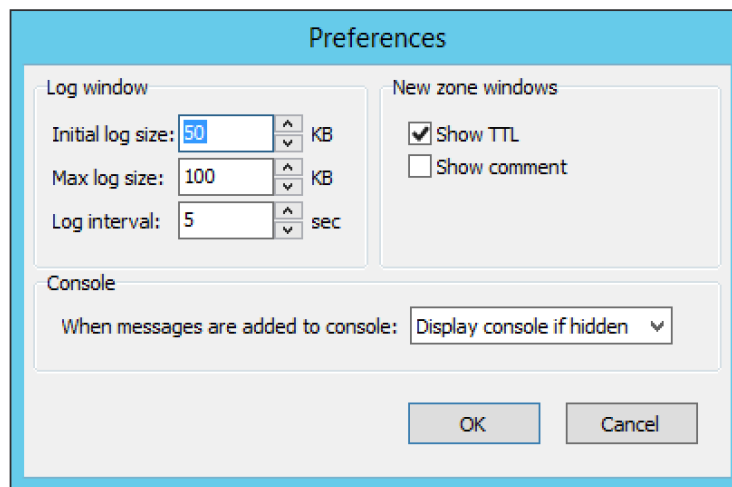 Preferences
Log window
Initial log size: 50 KB
Max log size: 100 KB
Log interval: 5 sec
New zone windows
Show TTL
Show comment
Console
When messages are added to console: Display console if hidden
OK Cancel